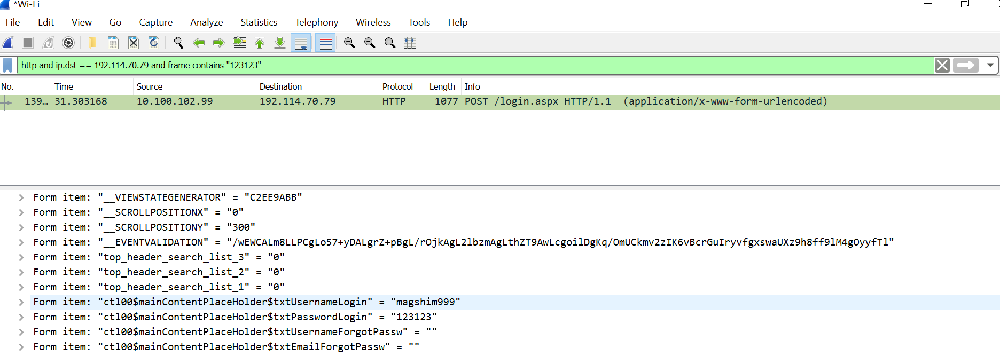 *Wi-Fi
File Edit View Go Capture Analyze Statistics Telephony Wireless Tools Help
http and ip.dst == 192.114.70.79 and frame contains "123123"
No. Time Source Destination Protocol Length Info
139… 31.303168 10.100.102.99 192.114.70.79 HTTP 1077 POST /login.aspx HTTP/1.1 (application/x-www-form-urlencoded)
Form item: "__VIEWSTATEGENERATOR" = "C2EE9ABB"
Form item: "__SCROLLPOSITIONX" = "0"
Form item: "__SCROLLPOSITIONY" = "300"
Form item: "__EVENTVALIDATION" = "/wEWCALm8LLPCgLo57+yDALgrZ+pBgL/rOjkAgL2lbzmAgLthZT9AwLcgoilDgKq/OmUCkmv2zIK6vBcrGuIryvfgxswaUXz9h8ff9lM4gOyyfTl"
Form item: "top_header_search_list_3" = "0"
Form item: "top_header_search_list_2" = "0"
Form item: "top_header_search_list_1" = "0"
Form item: "ctl00$mainContentPlaceHolder$txtUsernameLogin" = "magshim999"
Form item: "ctl00$mainContentPlaceHolder$txtPasswordLogin" = "123123"
Form item: "ctl00$mainContentPlaceHolder$txtUsernameForgotPassw" = ""
Form item: "ctl00$mainContentPlaceHolder$txtEmailForgotPassw" = ""